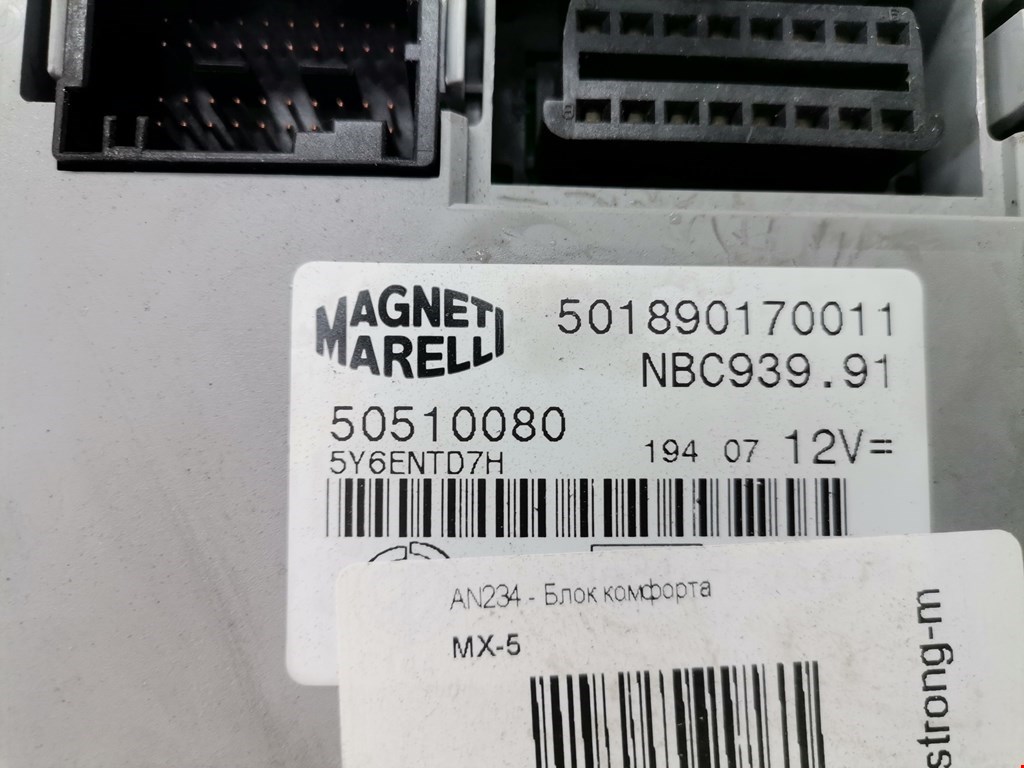 MAGNETI
MARELLI
501890170011
NBC939.91
50510080
5Y6ENTD7H
194 07 12V=
AN234 - Блок комфорта
MX-5
strong-m